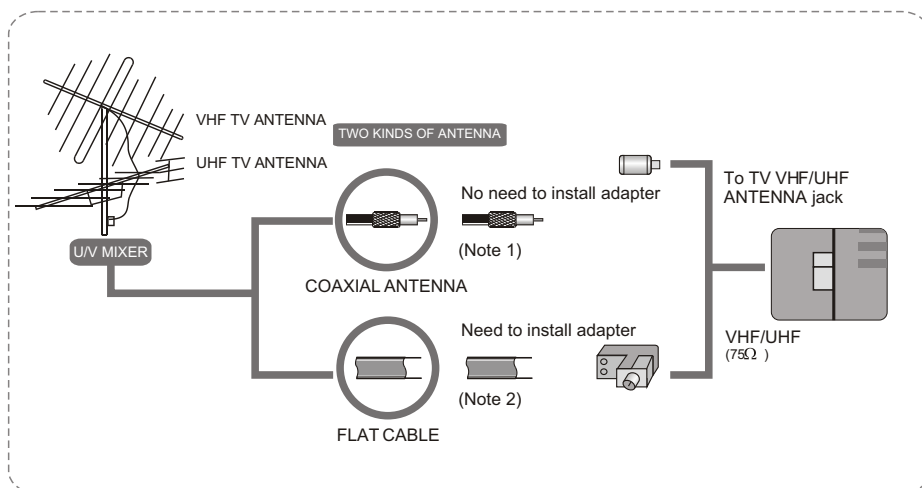 VHF TV ANTENNA
TWO KINDS OF ANTENNA
UHF TV ANTENNA
U/V MIXER
No need to install adapter
(Note 1)
COAXIAL ANTENNA
Need to install adapter
(Note 2)
FLAT CABLE
To TV VHF/UHF
ANTENNA jack
VHF/UHF
(75Ω )